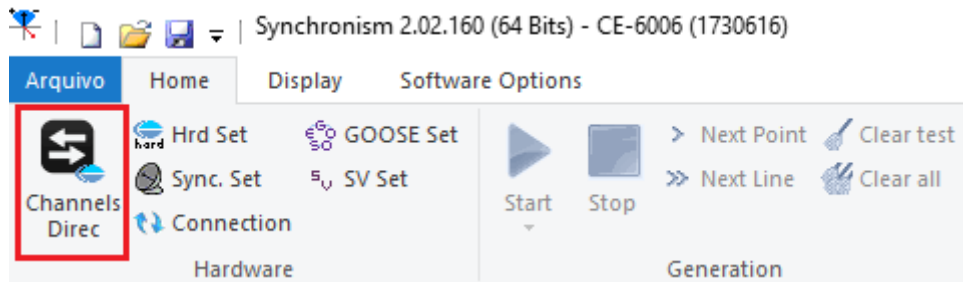 Synchronism 2.02.160 (64 Bits) - CE-6006 (1730616)
Arquivo Home Display Software Options
Channels Direc
hard Hrd Set
Sync. Set
Connection
GOOSE Set
SV Set
Hardware
Start
Stop
Next Point
Next Line
Clear test
Clear all
Generation